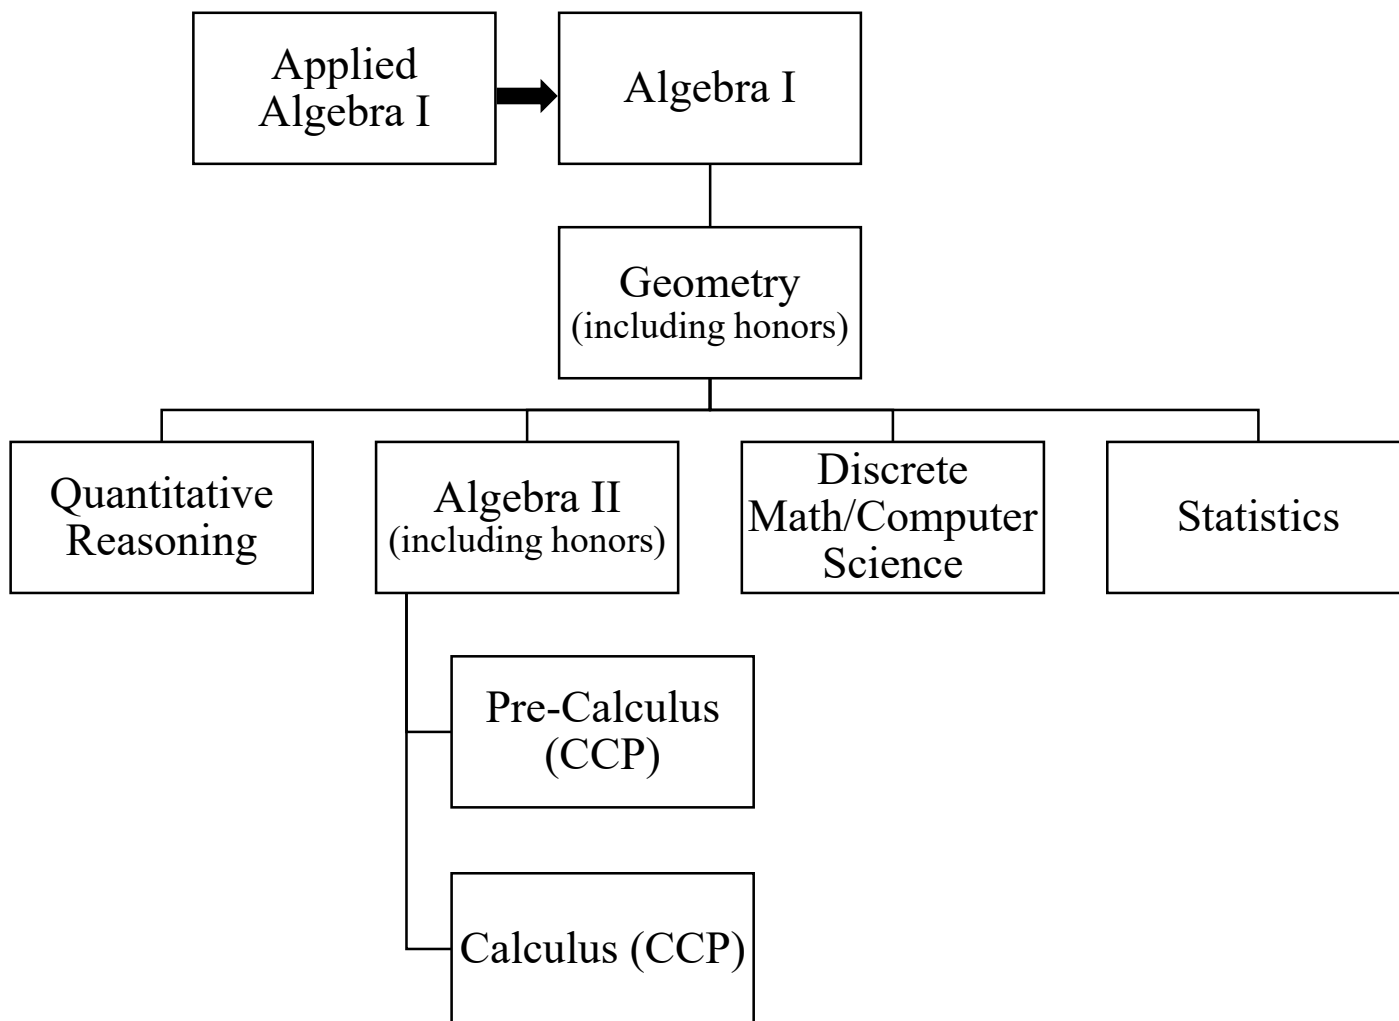 Applied
Algebra I
Algebra I
Geometry
(including honors)
Quantitative
Reasoning
Algebra II
(including honors)
Discrete
Math/Computer
Science
Statistics
Pre-Calculus
(CCP)
Calculus (CCP)